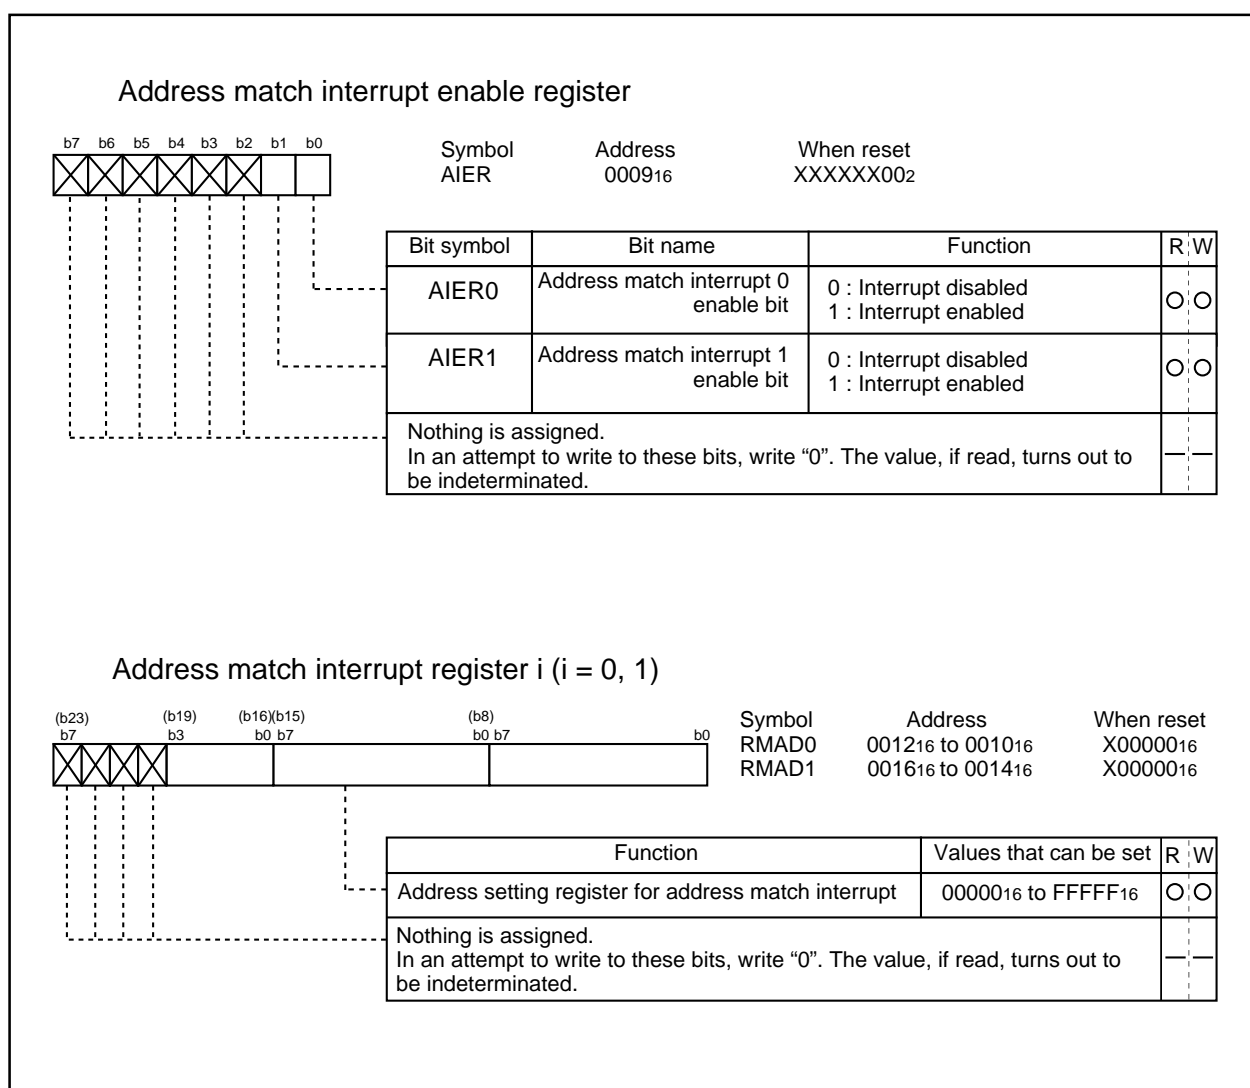 Address match interrupt enable register
b7 b6 b5 b4 b3 b2 b1 b0
Symbol Address When reset
AIER 000916 XXXXXX002
Bit symbol Bit name Function R W
AIER0 Address match interrupt 0 enable bit 0 : Interrupt disabled
1 : Interrupt enabled
AIER1 Address match interrupt 1 enable bit 0 : Interrupt disabled
1 : Interrupt enabled
Nothing is assigned.
In an attempt to write to these bits, write “0”. The value, if read, turns out to
be indeterminated.
Address match interrupt register i (i = 0, 1)
(b23) (b19) (b16)(b15) (b8)
b7 b3 b0 b7 b0 b7 b0
Symbol Address When reset
RMAD0 001216 to 001016 X0000016
RMAD1 001616 to 001416 X0000016
Function Values that can be set R W
Address setting register for address match interrupt 0000016 to FFFFF16
Nothing is assigned.
In an attempt to write to these bits, write “0”. The value, if read, turns out to
be indeterminated.